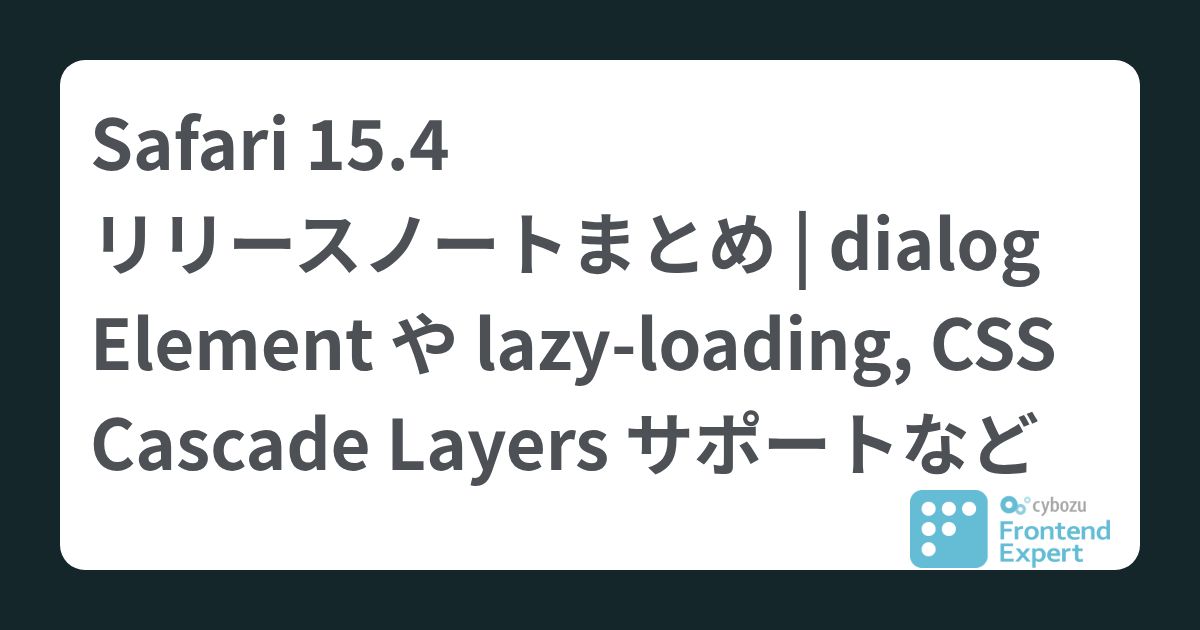 Safari 15.4
リリースノートまとめ | dialog
Element や lazy-loading, CSS
Cascade Layers サポートなど
cybozu
Frontend
Expert